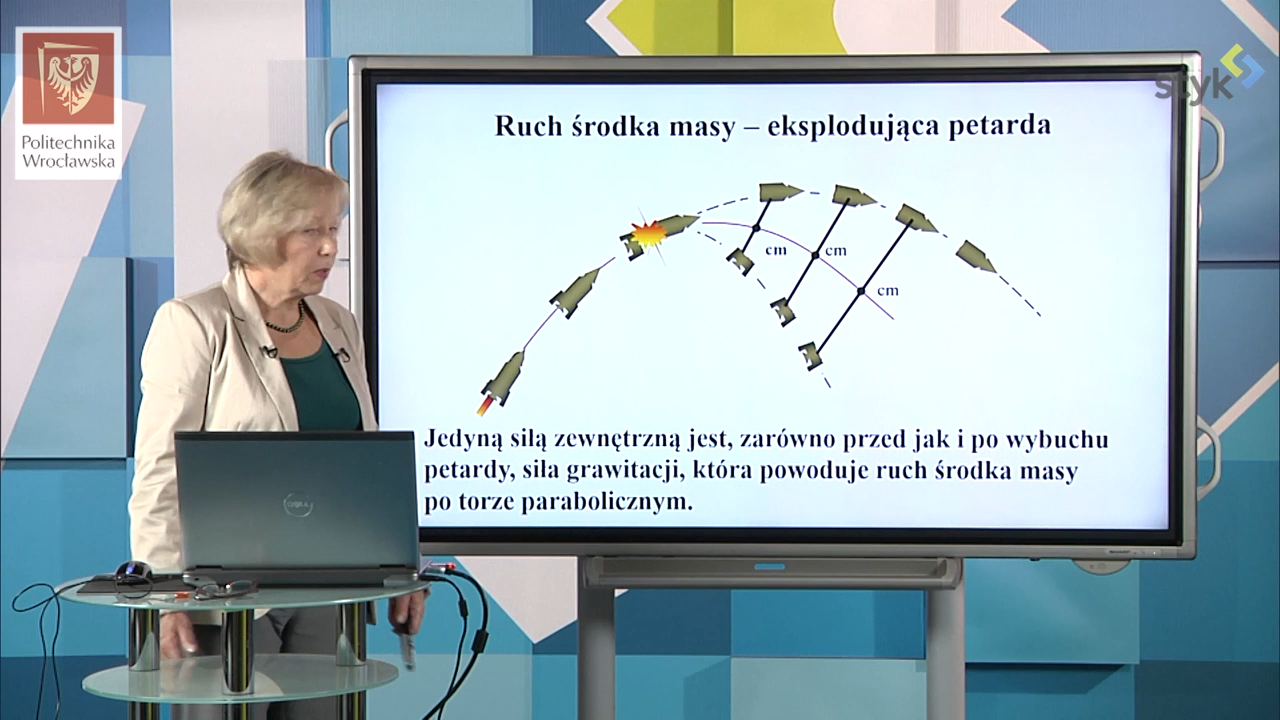 Politechnika
Wrocławska
styk
Ruch środka masy – eksplodująca petarda
cm
cm
cm
Jedyną siłą zewnętrzną jest, zarówno przed jak i po wybuchu
petardy, siła grawitacji, która powoduje ruch środka masy
po torze parabolicznym.